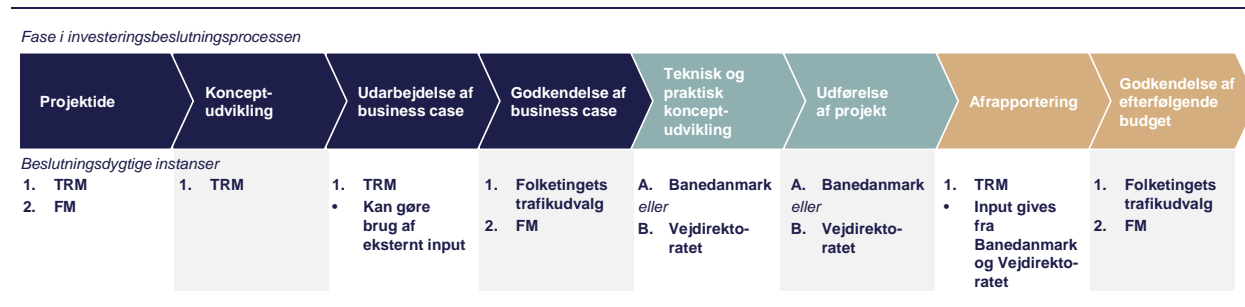 Fase i investeringsbeslutningsprocessen
Projektide
Koncept-
udvikling
Udarbejdelse af
business case
Godkendelse af
business case
Teknisk og
praktisk
koncept-
udvikling
Udførelse
af projekt
Afrapportering
Godkendelse af
efterfølgende
budget
Beslutningsdygtige instanser
1. TRM
2. FM
1. TRM
1. TRM
• Kan gøre
brug af
eksternt input
1. Folketingets
trafikudvalg
2. FM
A. Banedanmark
eller
B. Vejdirekto-
ratet
A. Banedanmark
eller
B. Vejdirekto-
ratet
1. TRM
• Input gives
fra
Banedanmark
og Vejdirekto-
ratet
1. Folketingets
trafikudvalg
2. FM